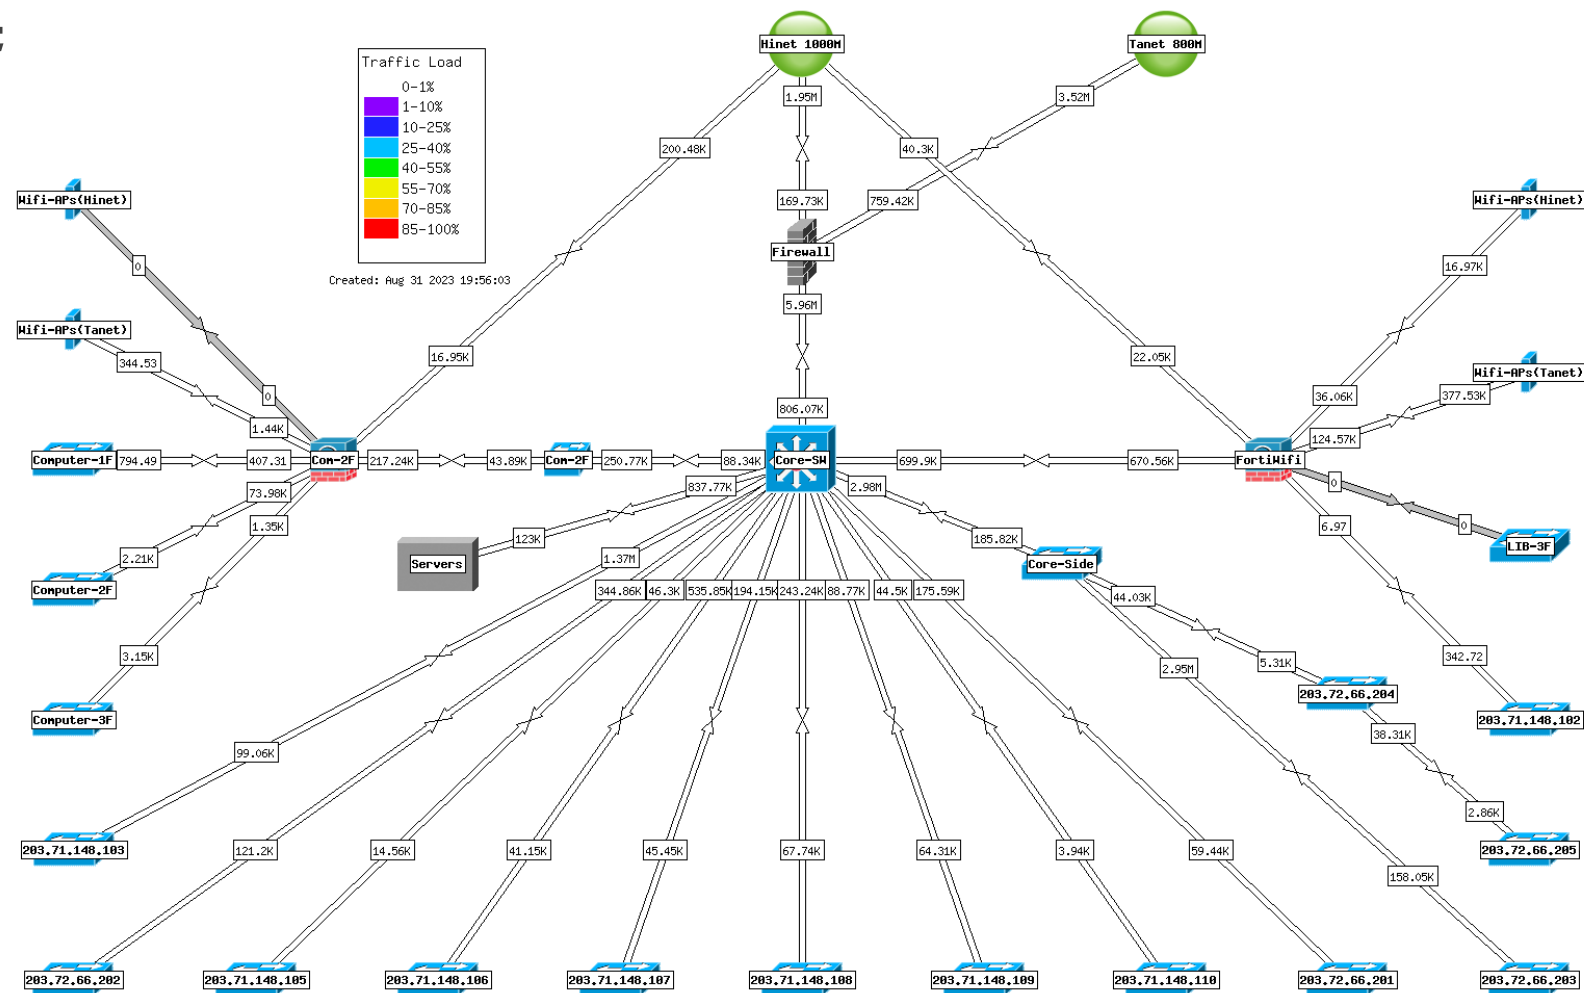 Hinet 1000M
Tanet 800M
Traffic Load
0-1%
1-10%
10-25%
25-40%
40-55%
55-70%
70-85%
85-100%
Created: Aug 31 2023 19:56:03
1.95M
3.52M
200.48K
40.3K
Wifi-APs(Hinet)
169.73K
759.42K
Wifi-APs(Hinet)
Firewall
0
16.97K
5.96M
Wifi-APs(Tanet)
344.53
16.95K
22.05K
Wifi-APs(Tanet)
0
36.06K
377.53K
806.07K
1.44K
124.57K
Computer-1F
794.49
407.31
Com-2F
217.24K
43.89K
Com-2F
250.77K
88.34K
Core-SW
699.9K
670.56K
FortiWifi
73.98K
837.77K
2.98M
0
1.35K
6.97
0
123K
185.82K
LIB-3F
2.21K
Servers
1.37M
Core-Side
Computer-2F
344.86K
46.3K
535.85K
194.15K
243.24K
88.77K
44.5K
175.59K
44.03K
3.15K
2.95M
5.31K
342.72
203.72.66.204
Computer-3F
203.71.148.102
38.31K
99.06K
2.86K
203.71.148.103
121.2K
14.56K
41.15K
45.45K
67.74K
64.31K
3.94K
59.44K
203.72.66.205
158.05K
203.72.66.202
203.71.148.105
203.71.148.106
203.71.148.107
203.71.148.108
203.71.148.109
203.71.148.110
203.72.66.201
203.72.66.203